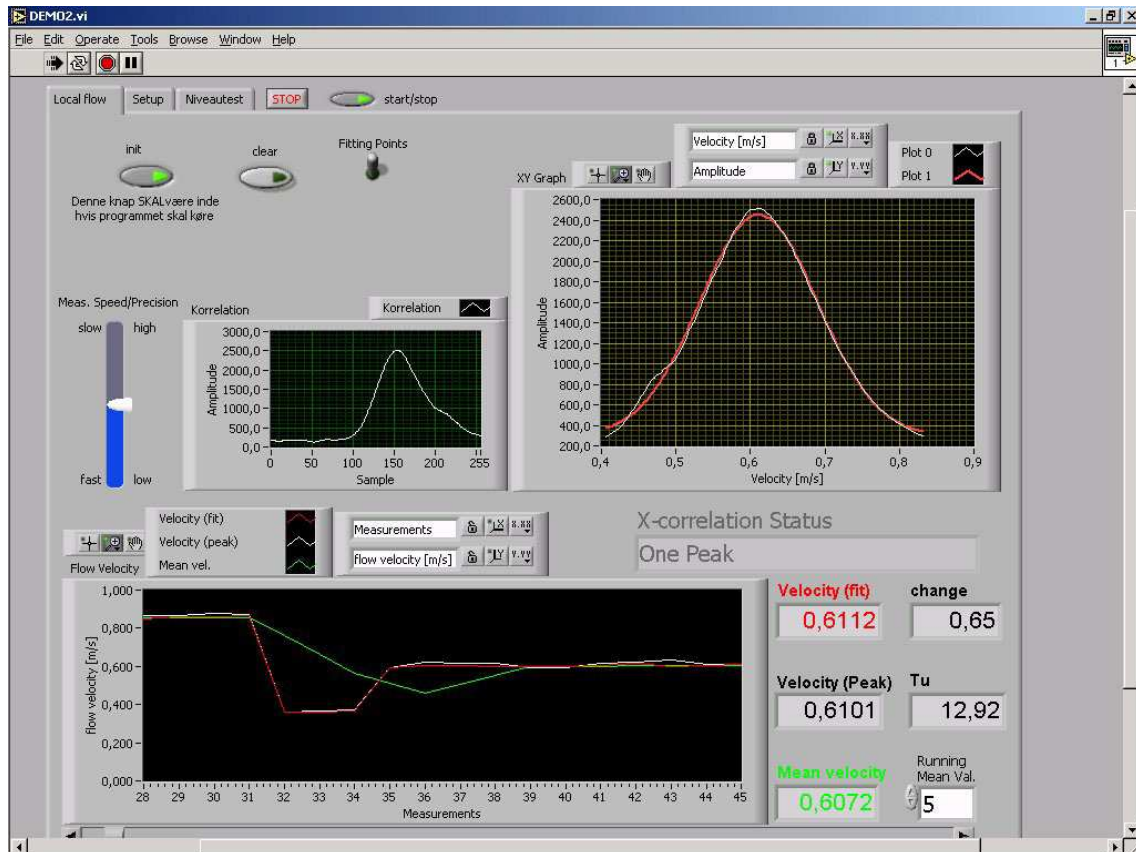 DEMO2.vi
File Edit Operate Tools Browse Window Help
1
Local flow Setup Niveautest STOP start/stop
init
clear
Fitting Points
Denne knap SKALvære inde
hvis programmet skal køre
Velocity [m/s]
Amplitude
X.XX
Y.YY
Plot 0
Plot 1
XY Graph
2600,0
2400,0
2200,0
2000,0
1800,0
1600,0
1400,0
1200,0
1000,0
800,0
600,0
400,0
200,0
Amplitude
0,4 0,5 0,6 0,7 0,8 0,9
Velocity [m/s]
Meas. Speed/Precision
slow high
fast low
Korrelation
Korrelation
3000,0
2500,0
2000,0
1500,0
1000,0
500,0
0,0
Amplitude
0 50 100 150 200 255
Sample
Velocity (fit)
Velocity (peak)
Mean vel.
Measurements
flow velocity [m/s]
X.XX
Y.YY
Flow Velocity
1,000
0,800
0,600
0,400
0,200
0,000
flow velocity [m/s]
28 29 30 31 32 33 34 35 36 37 38 39 40 41 42 43 44 45
Measurements
X-correlation Status
One Peak
Velocity (fit) change
0,6112 0,65
Velocity (Peak) Tu
0,6101 12,92
Mean velocity
0,6072
Running
Mean Val.
5